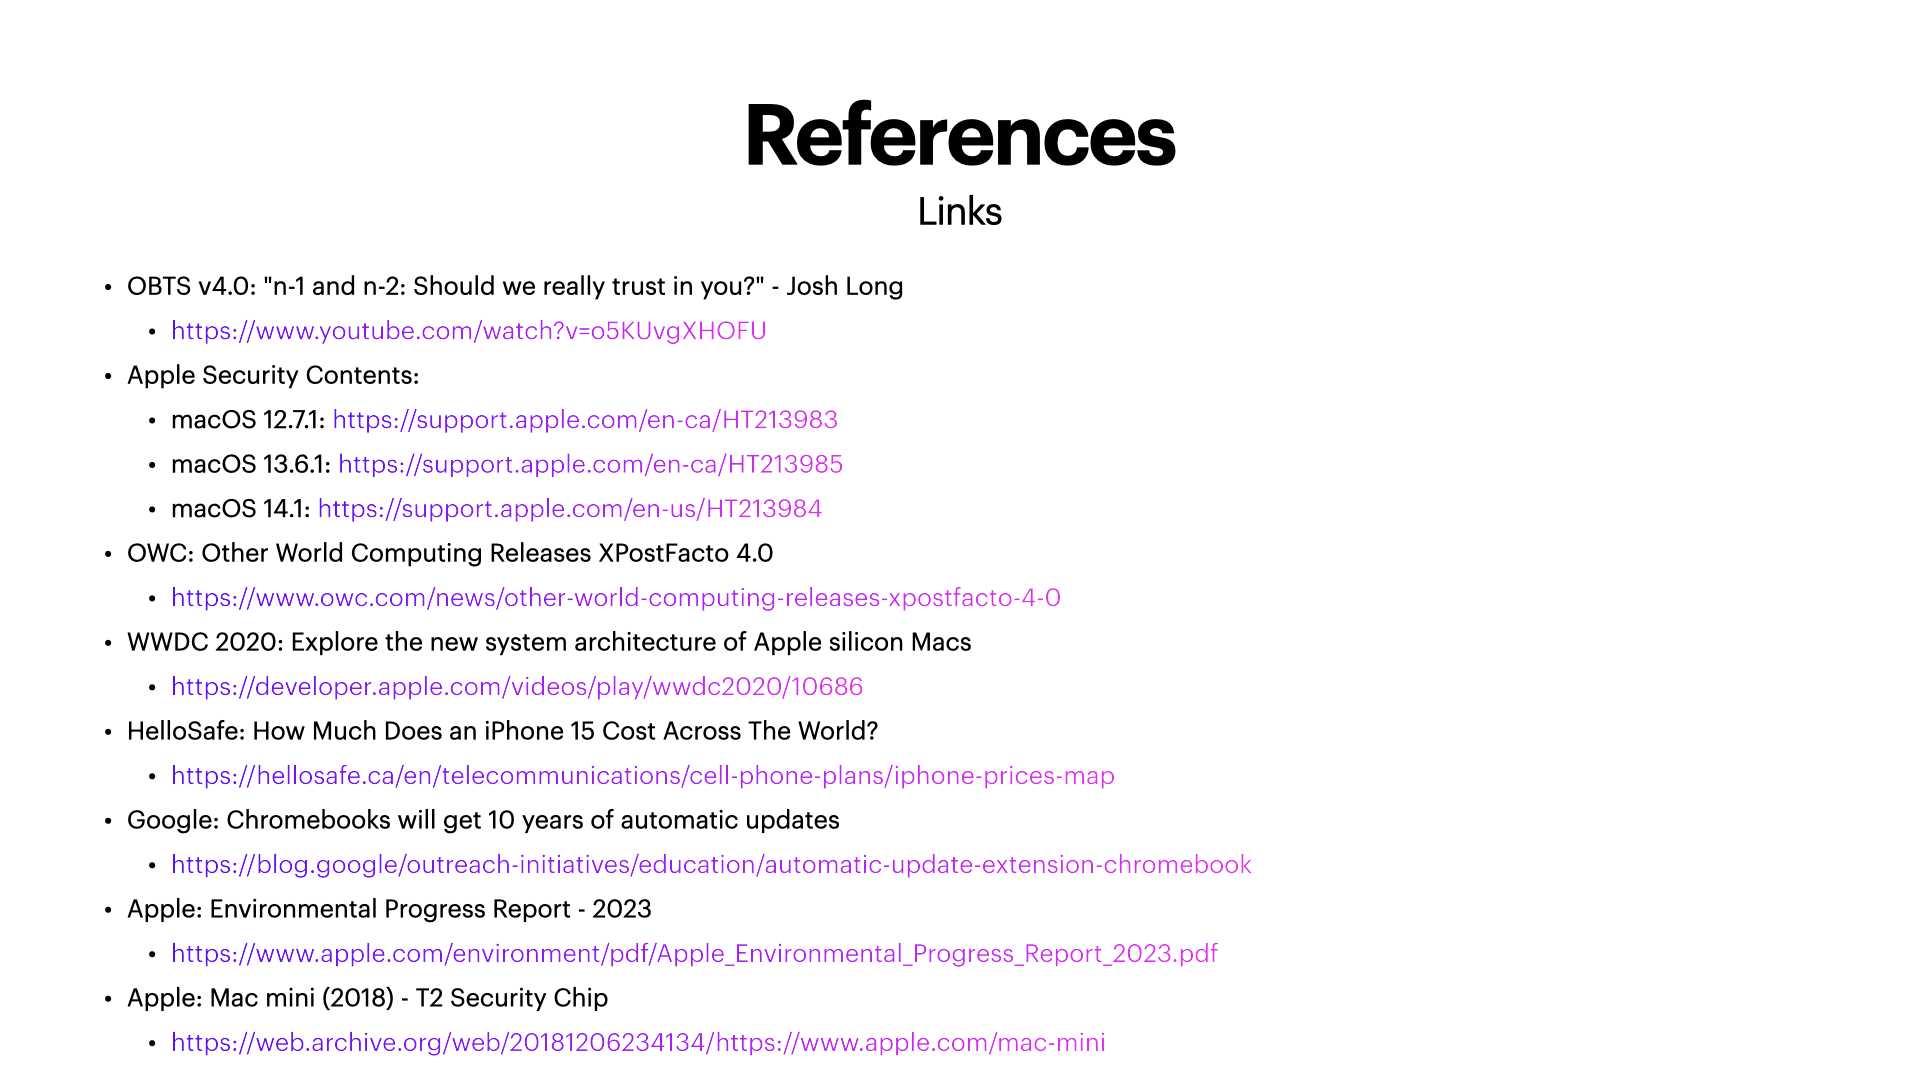 References
Links
• OBTS v4.0: "n-1 and n-2: Should we really trust in you?" - Josh Long
• https://www.youtube.com/watch?v=o5KUvgXHOFU
• Apple Security Contents:
• macOS 12.7.1: https://support.apple.com/en-ca/HT213983
• macOS 13.6.1: https://support.apple.com/en-ca/HT213985
• macOS 14.1: https://support.apple.com/en-us/HT213984
• OWC: Other World Computing Releases XPostFacto 4.0
• https://www.owc.com/news/other-world-computing-releases-xpostfacto-4-0
• WWDC 2020: Explore the new system architecture of Apple silicon Macs
• https://developer.apple.com/videos/play/wwdc2020/10686
• HelloSafe: How Much Does an iPhone 15 Cost Across The World?
• https://hellosafe.ca/en/telecommunications/cell-phone-plans/iphone-prices-map
• Google: Chromebooks will get 10 years of automatic updates
• https://blog.google/outreach-initiatives/education/automatic-update-extension-chromebook
• Apple: Environmental Progress Report - 2023
• https://www.apple.com/environment/pdf/Apple_Environmental_Progress_Report_2023.pdf
• Apple: Mac mini (2018) - T2 Security Chip
• https://web.archive.org/web/20181206234134/https://www.apple.com/mac-mini